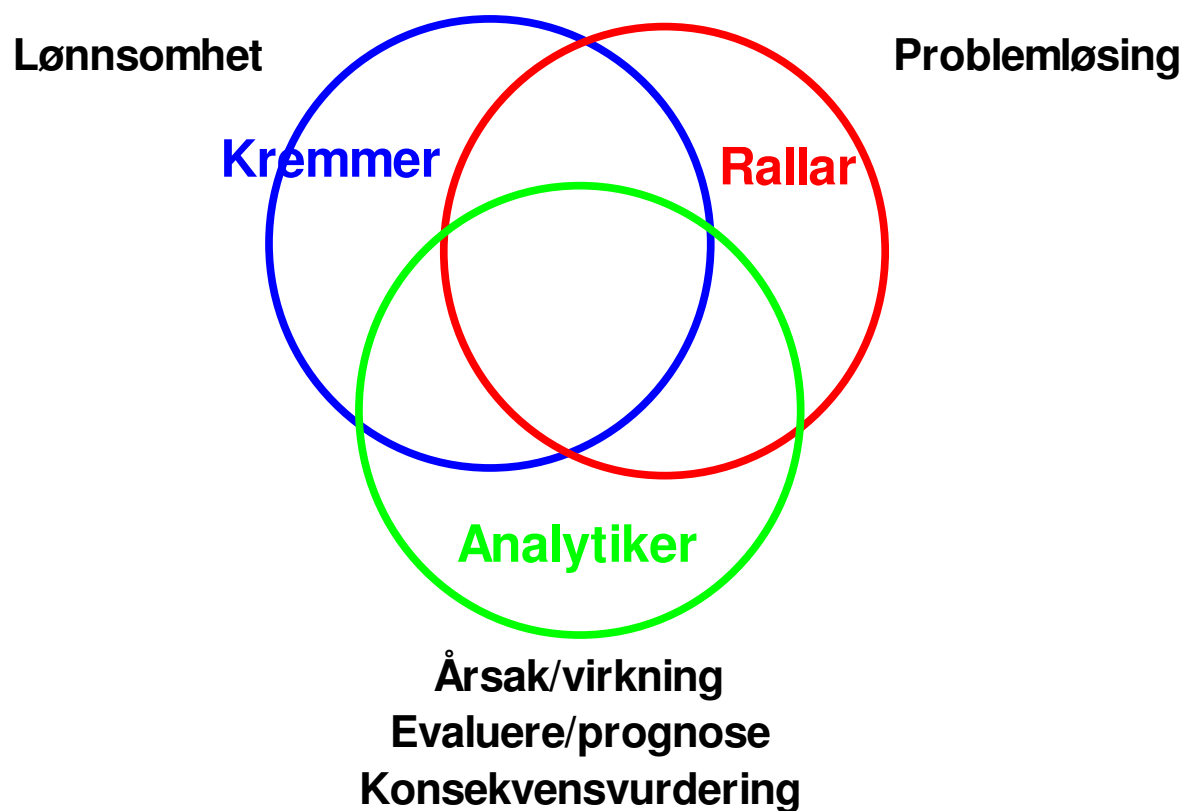 Lønnsomhet
Problemløsing
Kremmer
Rallar
Analytiker
Årsak/virkning
Evaluere/prognose
Konsekvensvurdering